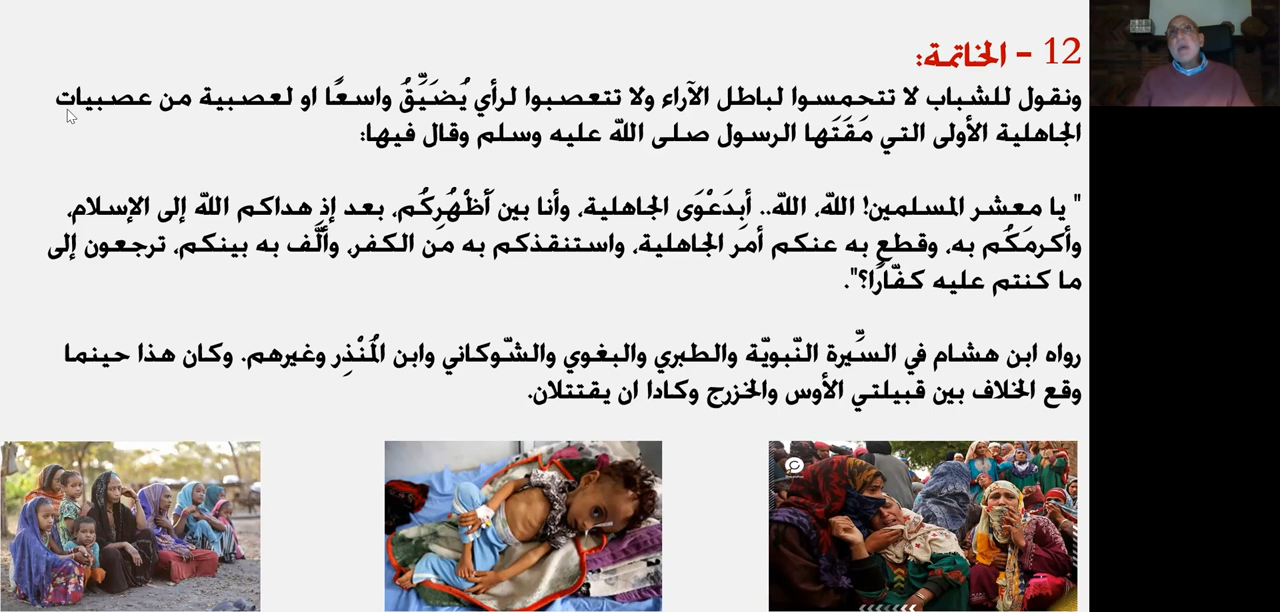 12 – الخاتمة:
ونقول للشباب لا تتحمسوا لباطل الآراء ولا تتعصبوا لرأي يُضَيِّقُ واسعًا او لعصبية من عصبيات
الجاهلية الأولى التي مَقَتَها الرسول صلى الله عليه وسلم وقال فيها:
" يا معشر المسلمين! الله، الله.. أبِدَعْوَى الجاهلية، وأنا بين أَظْهُرِكُم، بعد إذ هداكم الله إلى الإسلام،
وأكرمَكُم به، وقطع به عنكم أمرَ الجاهلية، واستنقذكم به من الكفر، وألَّف به بينكم، ترجعون إلى
ما كنتم عليه كفّارًا؟".
رواه ابن هشام في السِّيرة النّبويّة والطبري والبغوي والشّوكاني وابن المُنْذِر وغيرهم. وكان هذا حينما
وقع الخلاف بين قبيلتي الأوس والخزرج وكادا ان يقتتلان.